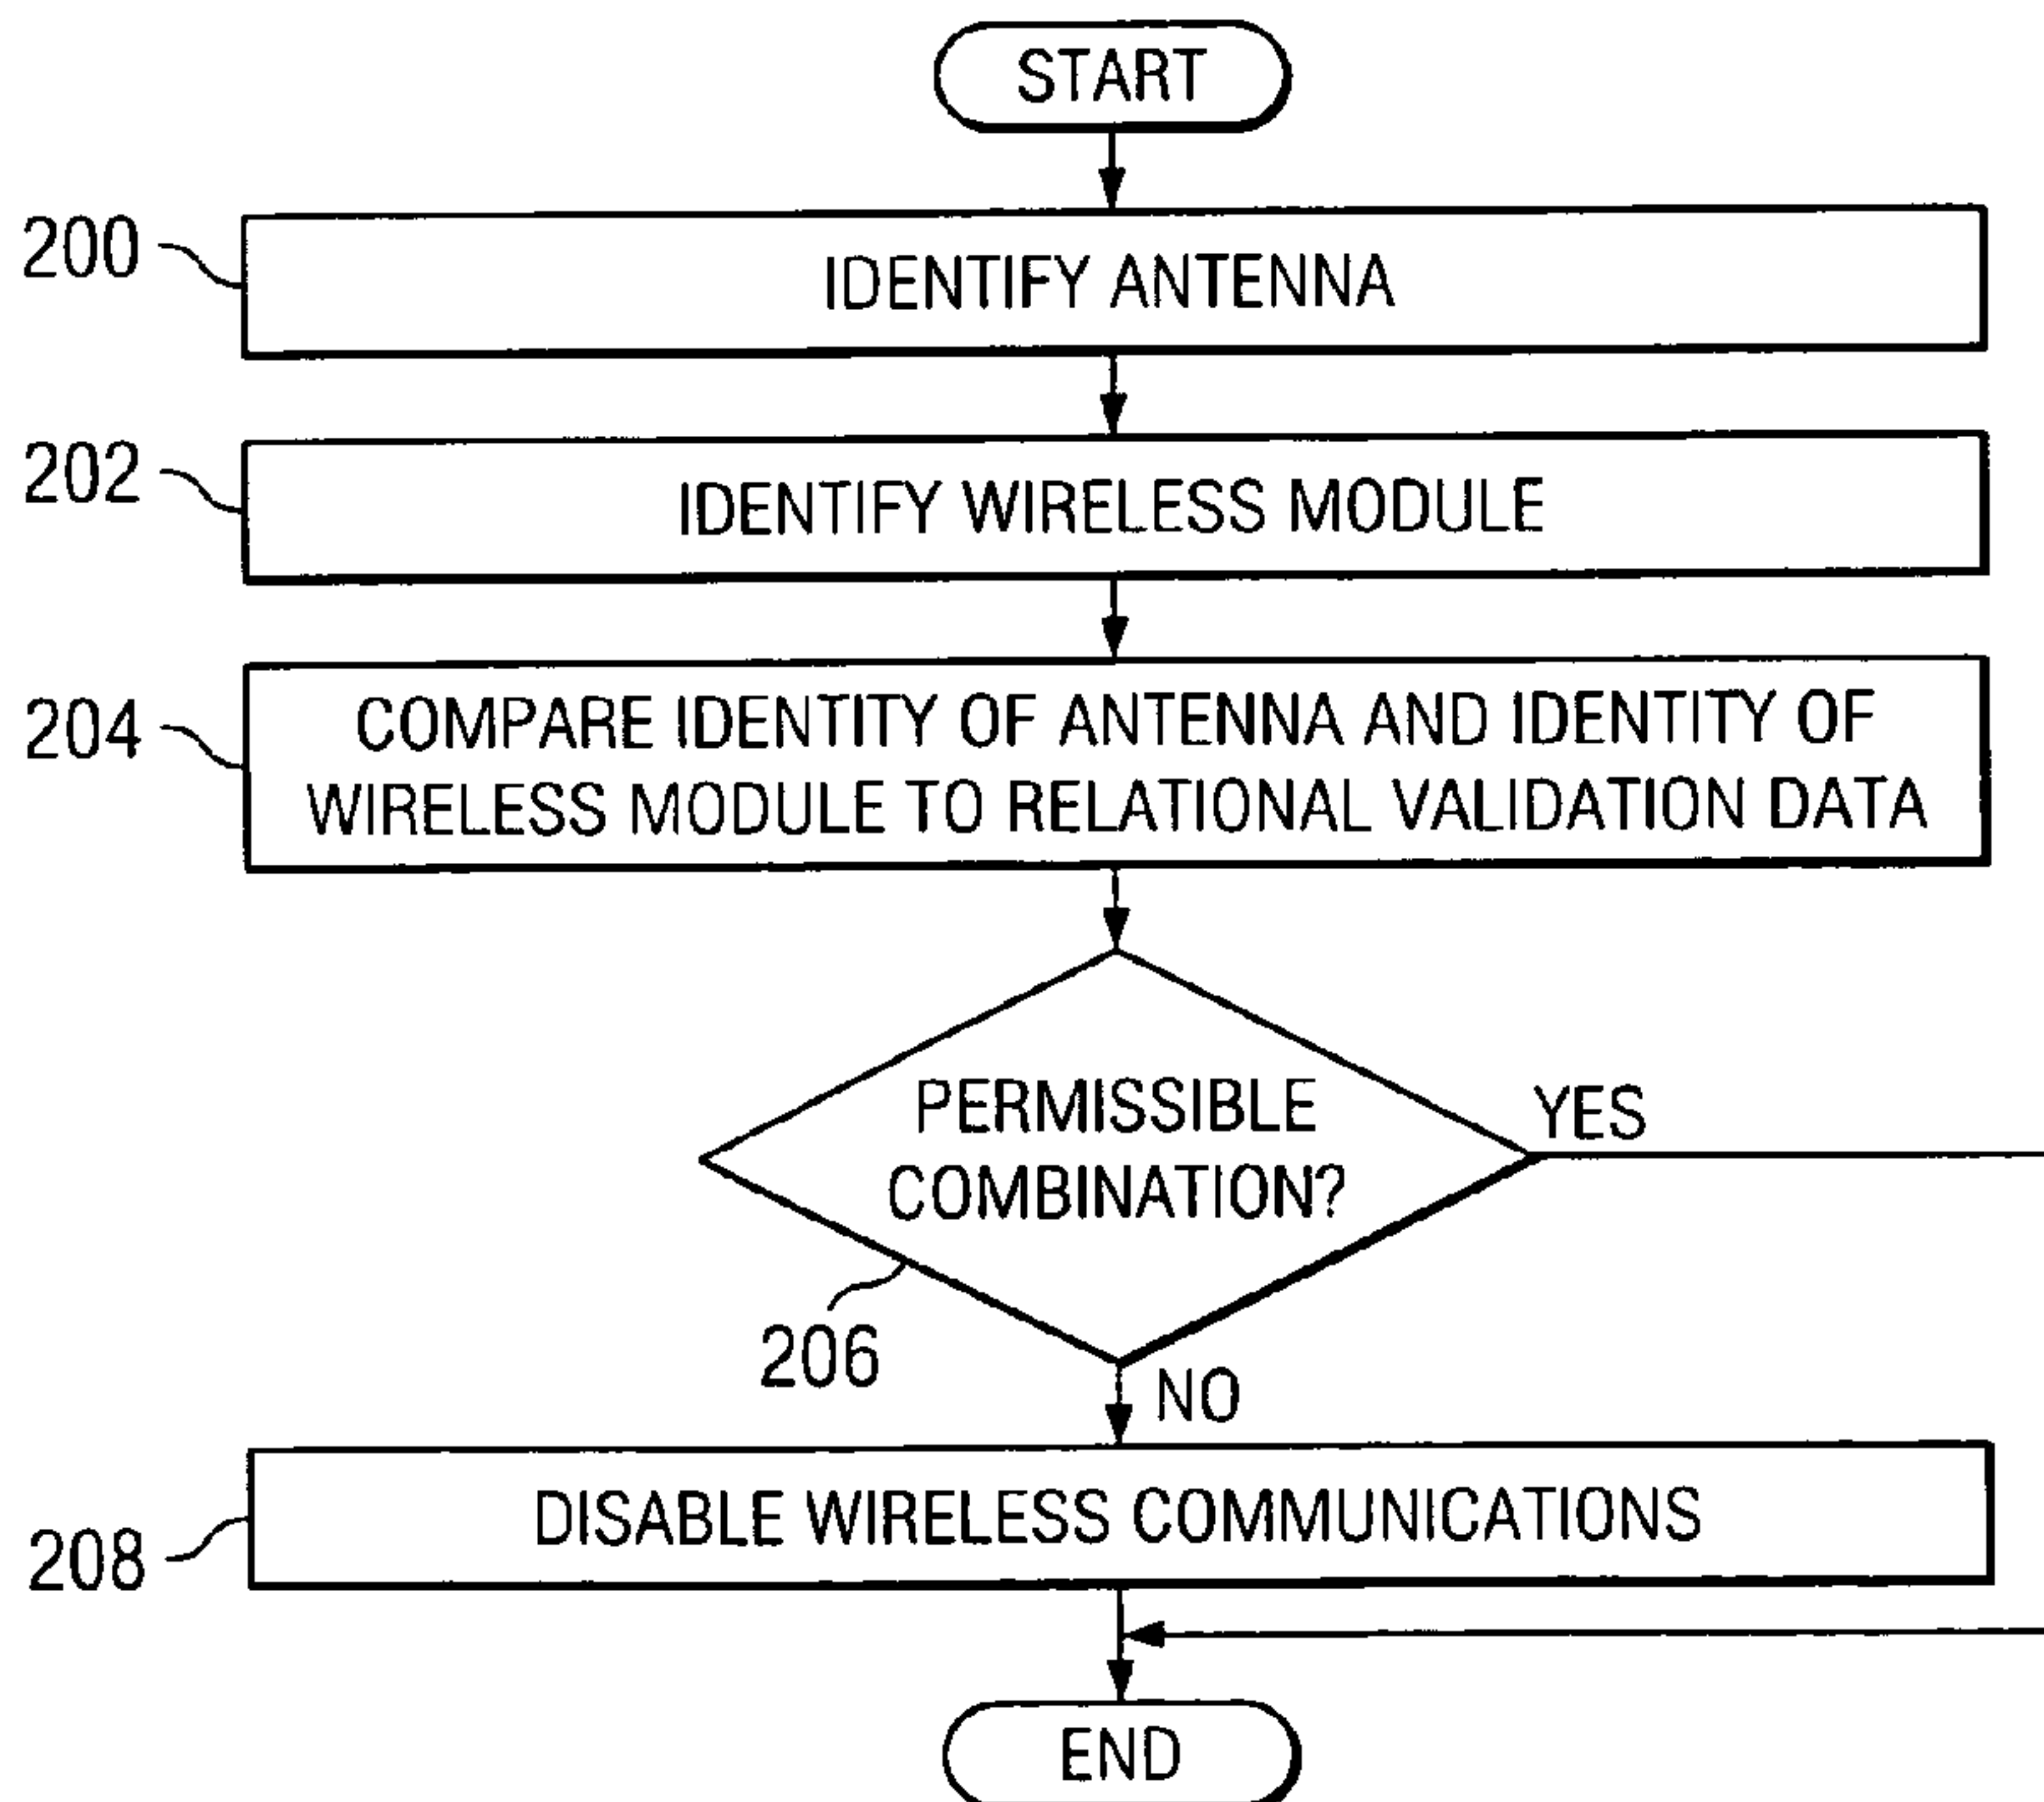 START
200
IDENTIFY ANTENNA
202
IDENTIFY WIRELESS MODULE
204
COMPARE IDENTITY OF ANTENNA AND IDENTITY OF
WIRELESS MODULE TO RELATIONAL VALIDATION DATA
PERMISSIBLE
COMBINATION?
YES
206
NO
208
DISABLE WIRELESS COMMUNICATIONS
END